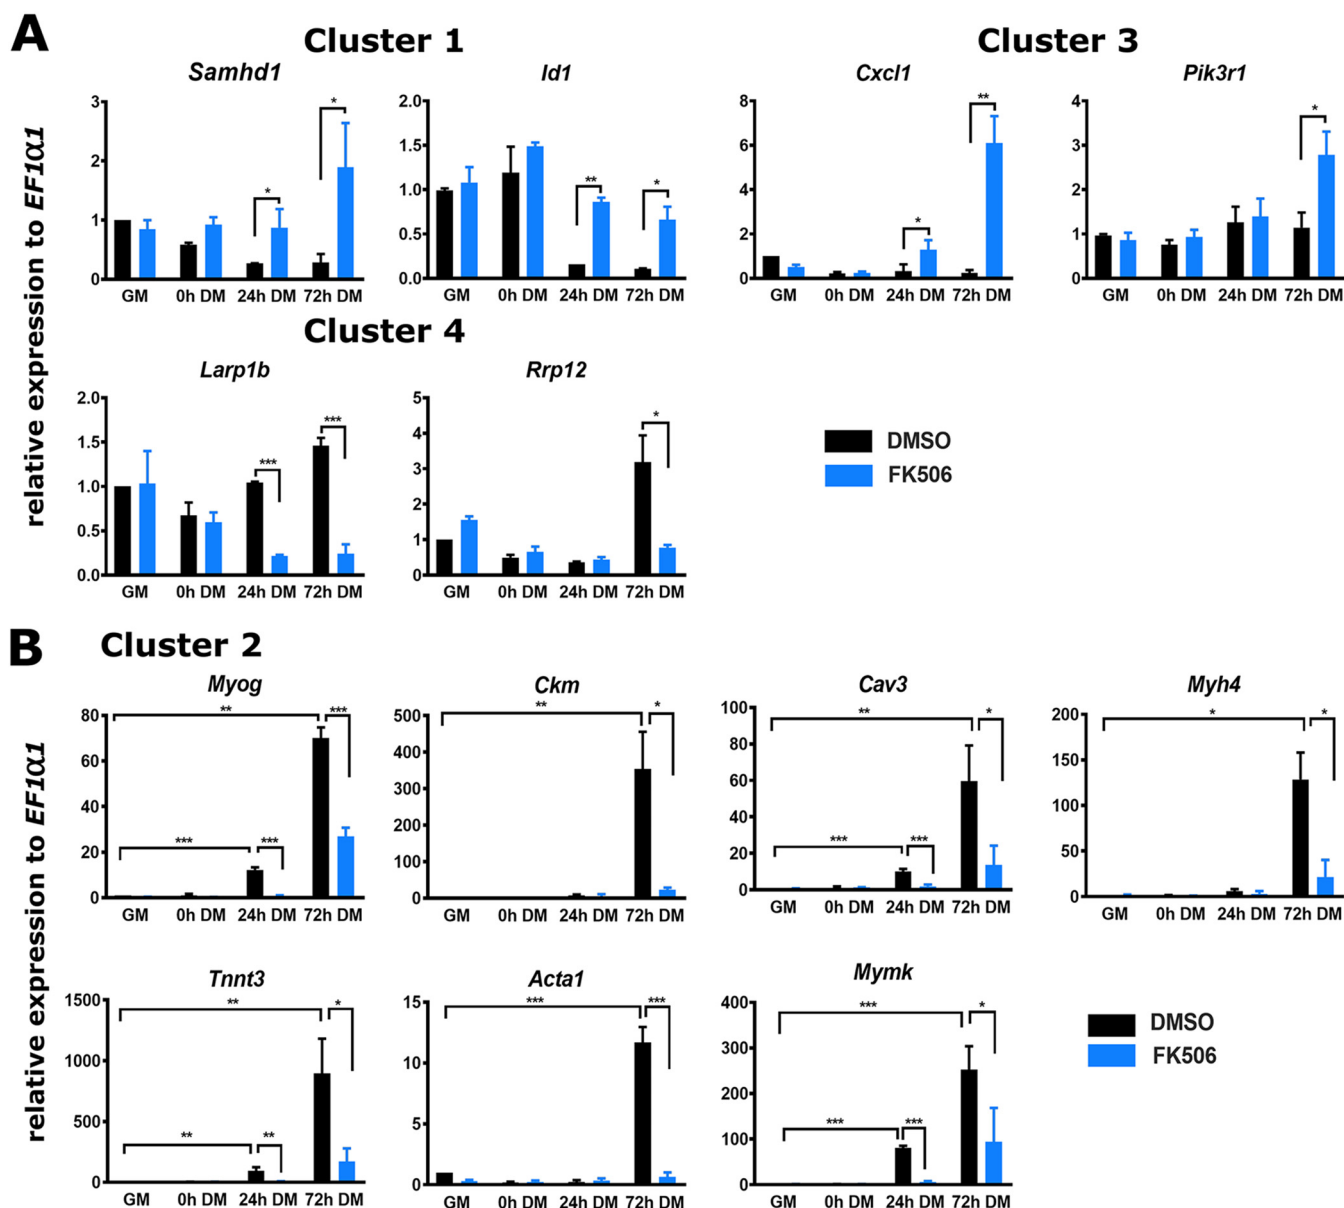 A
Cluster 1
Cluster 3
relative expression to EF1α1
Samhd1
3
2
1
0
*
*
GM 0h DM 24h DM 72h DM
Id1
2.0
1.5
1.0
0.5
0.0
**
*
GM 0h DM 24h DM 72h DM
Cxcl1
8
6
4
2
0
*
**
GM 0h DM 24h DM 72h DM
Pik3r1
4
3
2
1
0
*
GM 0h DM 24h DM 72h DM
Cluster 4
Larp1b
2.0
1.5
1.0
0.5
0.0
***
***
GM 0h DM 24h DM 72h DM
Rrp12
5
4
3
2
1
0
*
GM 0h DM 24h DM 72h DM
DMSO
FK506
B
Cluster 2
relative expression to EF1α1
Myog
80
60
40
20
0
** ***
*** ***
GM 0h DM 24h DM 72h DM
Ckm
500
400
300
200
100
0
** *
GM 0h DM 24h DM 72h DM
Cav3
100
80
60
40
20
0
** *
*** ***
GM 0h DM 24h DM 72h DM
Myh4
200
150
100
50
0
* *
GM 0h DM 24h DM 72h DM
Tnnt3
1500
1000
500
0
** *
** **
GM 0h DM 24h DM 72h DM
Acta1
15
10
5
0
*** ***
GM 0h DM 24h DM 72h DM
Mymk
400
300
200
100
0
*** *
*** ***
GM 0h DM 24h DM 72h DM
DMSO
FK506